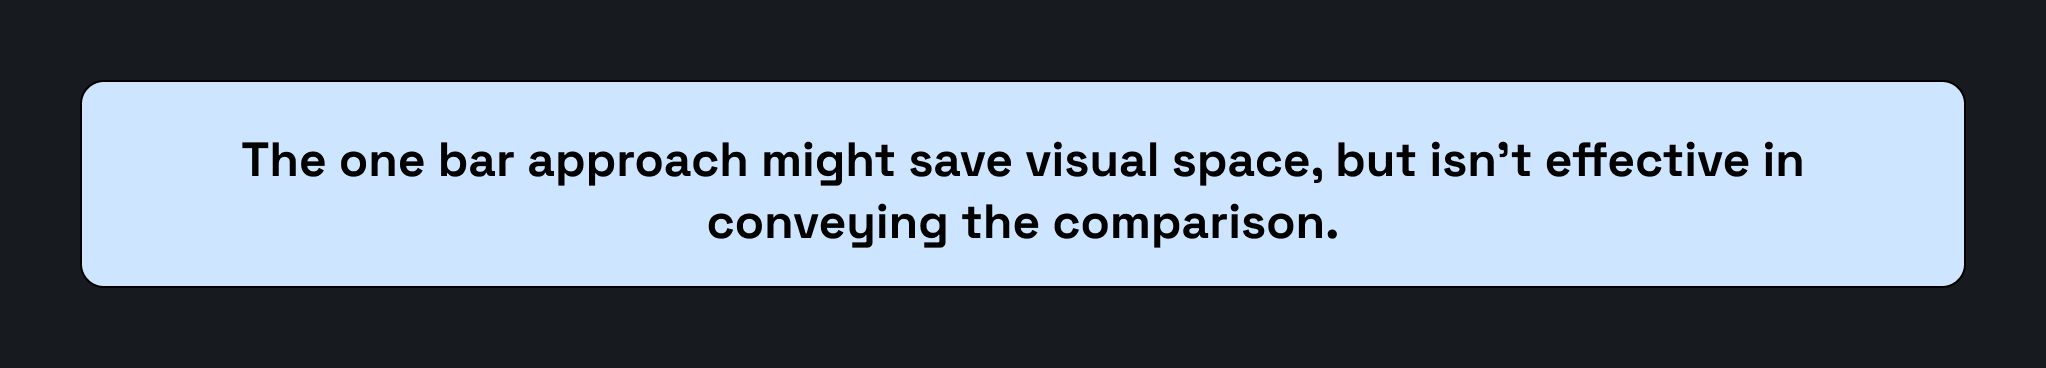 The one bar approach might save visual space, but isn’t effective in
conveying the comparison.